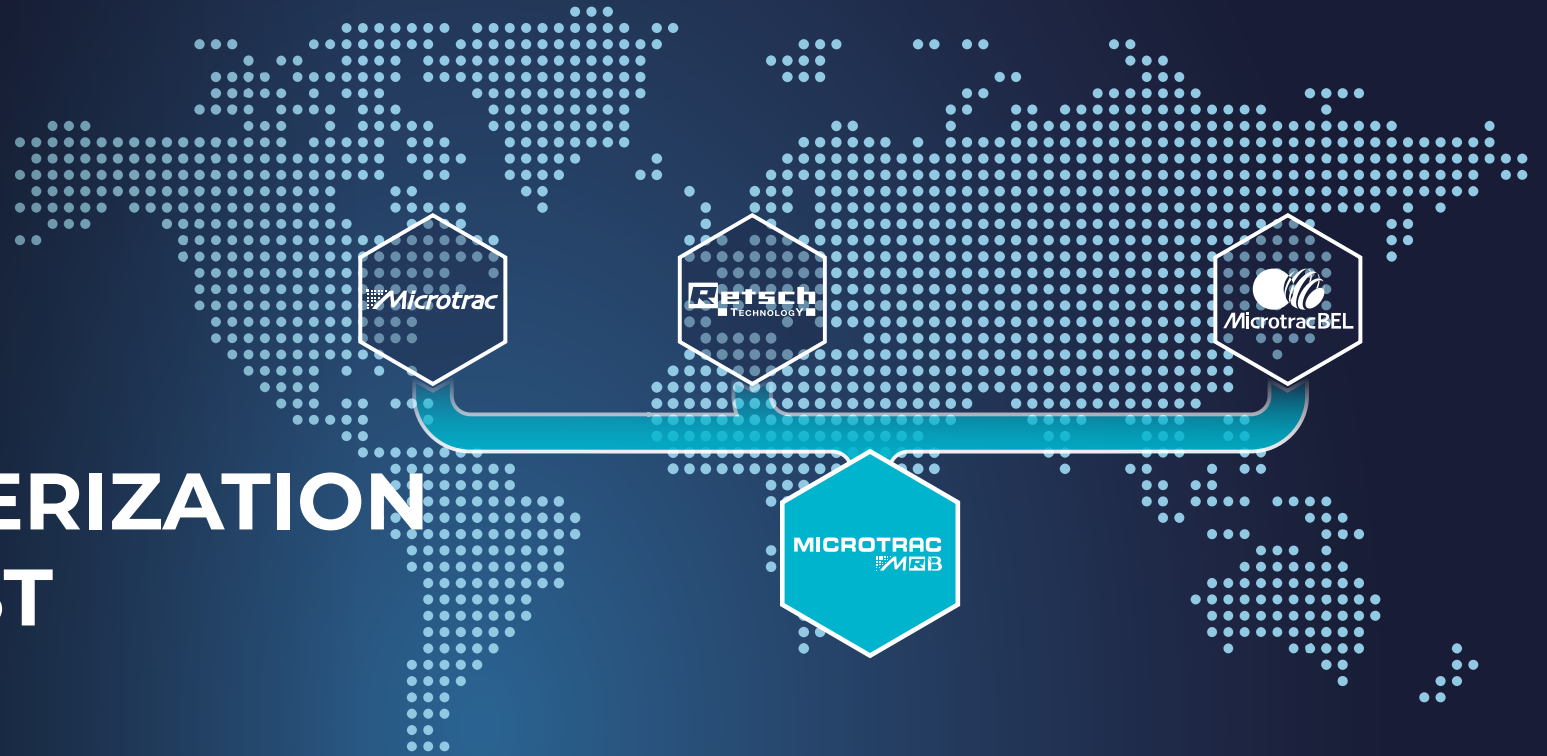 Microtrac
Retsch
TECHNOLOGY
MicrotracBEL
ERIZATION
ST
MICROTRAC
MRB